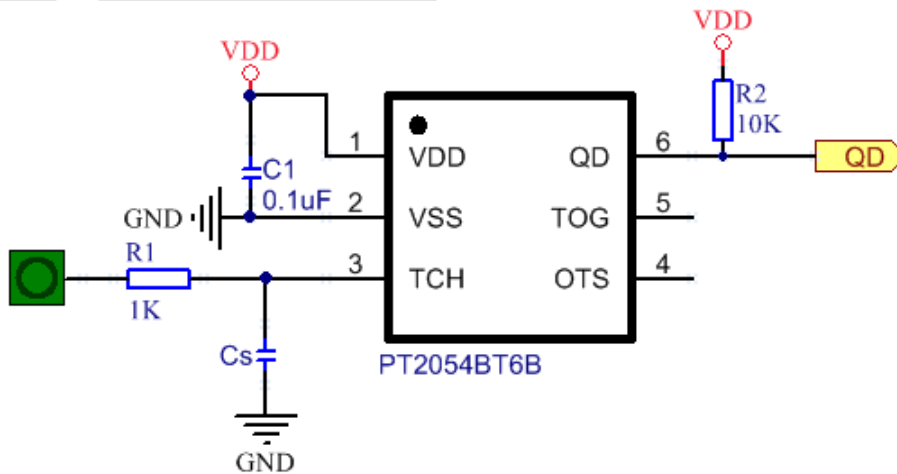 VDD
VDD
R2
10K
1
VDD
QD
6
QD
C1
0.1uF
GND
2
VSS
TOG
5
R1
1K
3
TCH
OTS
4
Cs
PT2054BT6B
GND